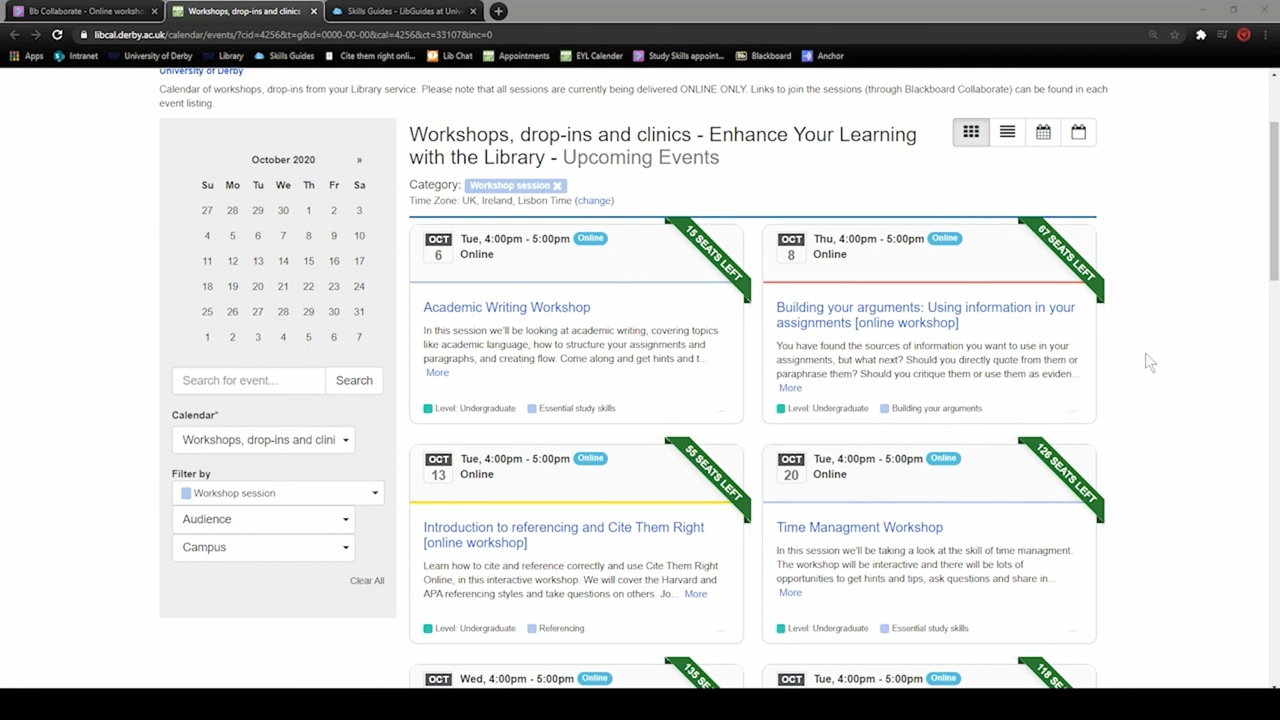 Bb Collaborate - Online worksho
Workshops, drop-ins and clinics
Skills Guides - LibGuides at Univ
libcal.derby.ac.uk/calendar/events/?cid=4256&t=g&d=0000-00-00&cal=4256&ct=33107&inc=0
Apps
Intranet
University of Derby
Library
Skills Guides
Cite them right onli...
Lib Chat
Appointments
EYL Calender
Study Skills appoint...
Blackboard
Anchor
University of Derby
Calendar of workshops, drop-ins from your Library service. Please note that all sessions are currently being delivered ONLINE ONLY. Links to join the sessions (through Blackboard Collaborate) can be found in each
event listing.
October 2020 »
Su Mo Tu We Th Fr Sa
27 28 29 30 1 2 3
4 5 6 7 8 9 10
11 12 13 14 15 16 17
18 19 20 21 22 23 24
25 26 27 28 29 30 31
1 2 3 4 5 6 7
Search for event...
Search
Calendar*
Workshops, drop-ins and clini
Filter by
Workshop session
Audience
Campus
Clear All
Workshops, drop-ins and clinics - Enhance Your Learning
with the Library - Upcoming Events
Category: Workshop session ×
Time Zone: UK, Ireland, Lisbon Time (change)
OCT
6
Tue, 4:00pm - 5:00pm Online
Online
15 SEATS LEFT
Academic Writing Workshop
In this session we'll be looking at academic writing, covering topics
like academic language, how to structure your assignments and
paragraphs, and creating flow. Come along and get hints and t...
More
Level: Undergraduate
Essential study skills
...
OCT
8
Thu, 4:00pm - 5:00pm Online
Online
67 SEATS LEFT
Building your arguments: Using information in your
assignments [online workshop]
You have found the sources of information you want to use in your
assignments, but what next? Should you directly quote from them or
paraphrase them? Should you critique them or use them as eviden...
More
Level: Undergraduate
Building your arguments
...
OCT
13
Tue, 4:00pm - 5:00pm Online
Online
55 SEATS LEFT
Introduction to referencing and Cite Them Right
[online workshop]
Learn how to cite and reference correctly and use Cite Them Right
Online, in this interactive workshop. We will cover the Harvard and
APA referencing styles and take questions on others. Jo... More
Level: Undergraduate
Referencing
...
OCT
20
Tue, 4:00pm - 5:00pm Online
Online
126 SEATS LEFT
Time Managment Workshop
In this session we'll be taking a look at the skill of time managment.
The workshop will be interactive and there will be lots of
opportunities to get hints and tips, ask questions and share in...
More
Level: Undergraduate
Essential study skills
...
OCT
Wed, 4:00pm - 5:00pm Online
135 SE
OCT
Tue, 4:00pm - 5:00pm Online
118 SEA